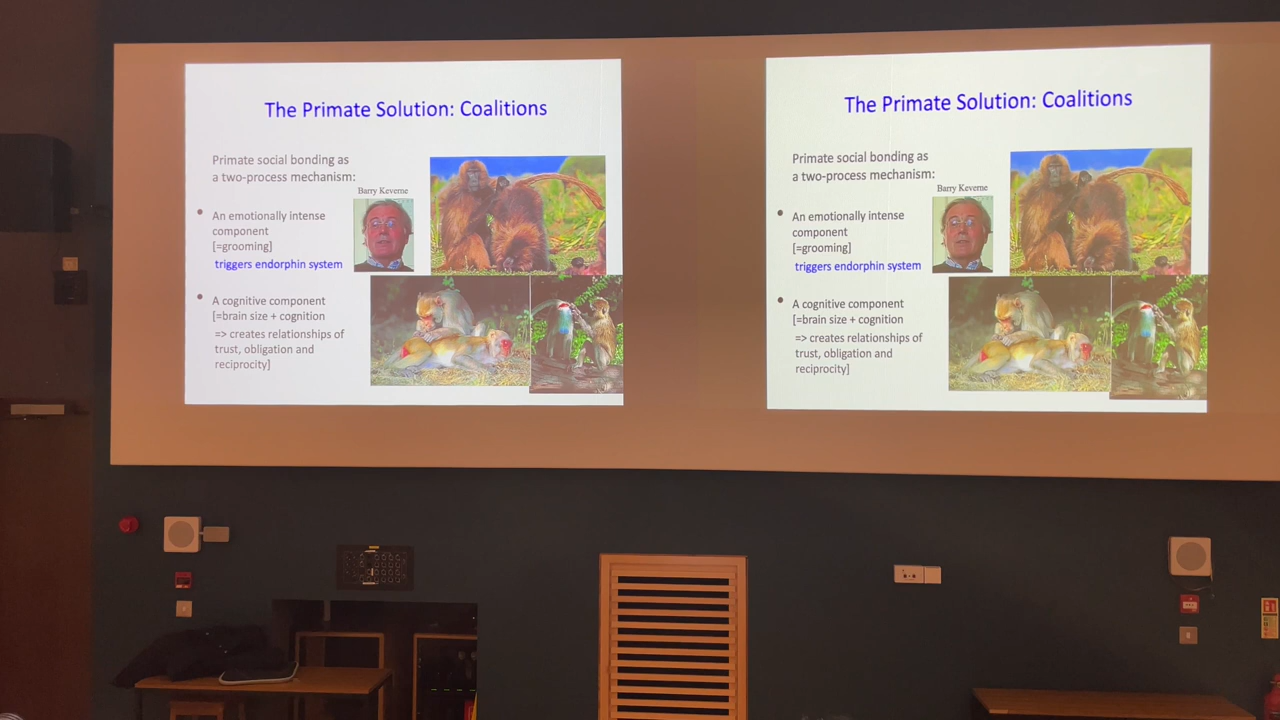 The Primate Solution: Coalitions
Primate social bonding as
a two-process mechanism:
Barry Keverne
• An emotionally intense
component
[=grooming]
triggers endorphin system
• A cognitive component
[=brain size + cognition
=> creates relationships of
trust, obligation and
reciprocity]
The Primate Solution: Coalitions
Primate social bonding as
a two-process mechanism:
Barry Keverne
• An emotionally intense
component
[=grooming]
triggers endorphin system
• A cognitive component
[=brain size + cognition
=> creates relationships of
trust, obligation and
reciprocity]